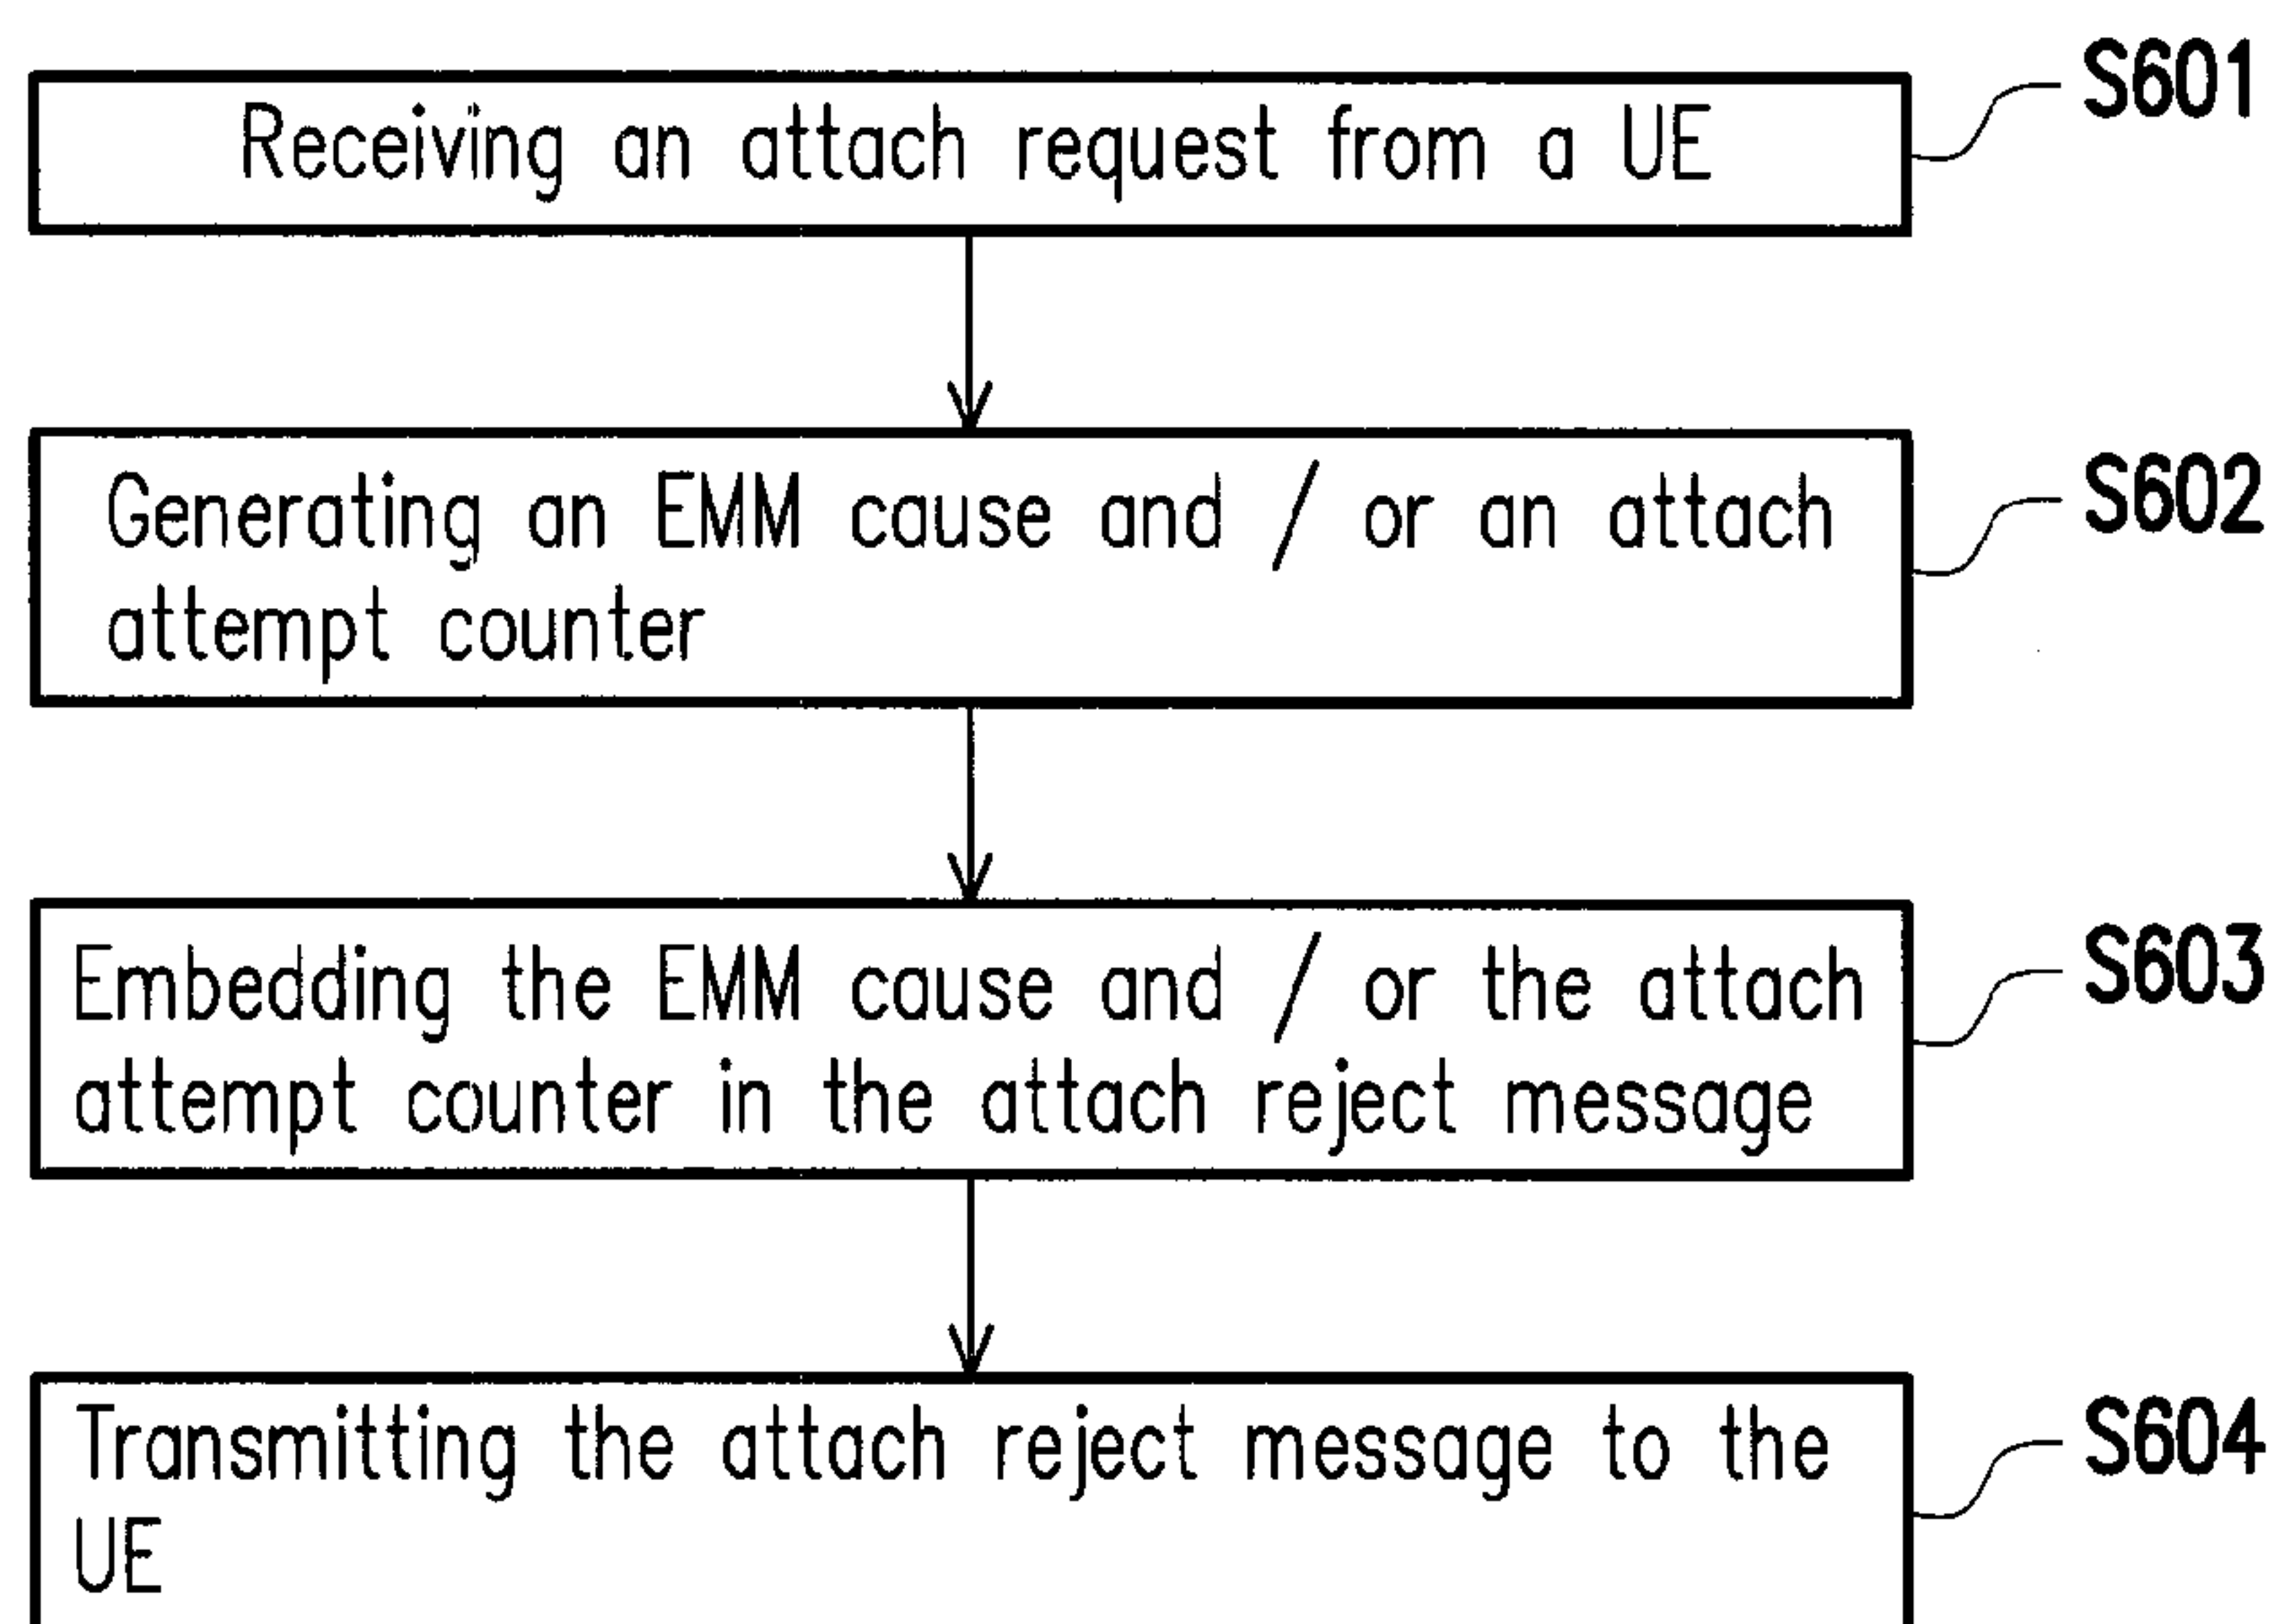 Receiving an attach request from a UE
S601
Generating an EMM cause and / or an attach
attempt counter
S602
Embedding the EMM cause and / or the attach
attempt counter in the attach reject message
S603
Transmitting the attach reject message to the
UE
S604